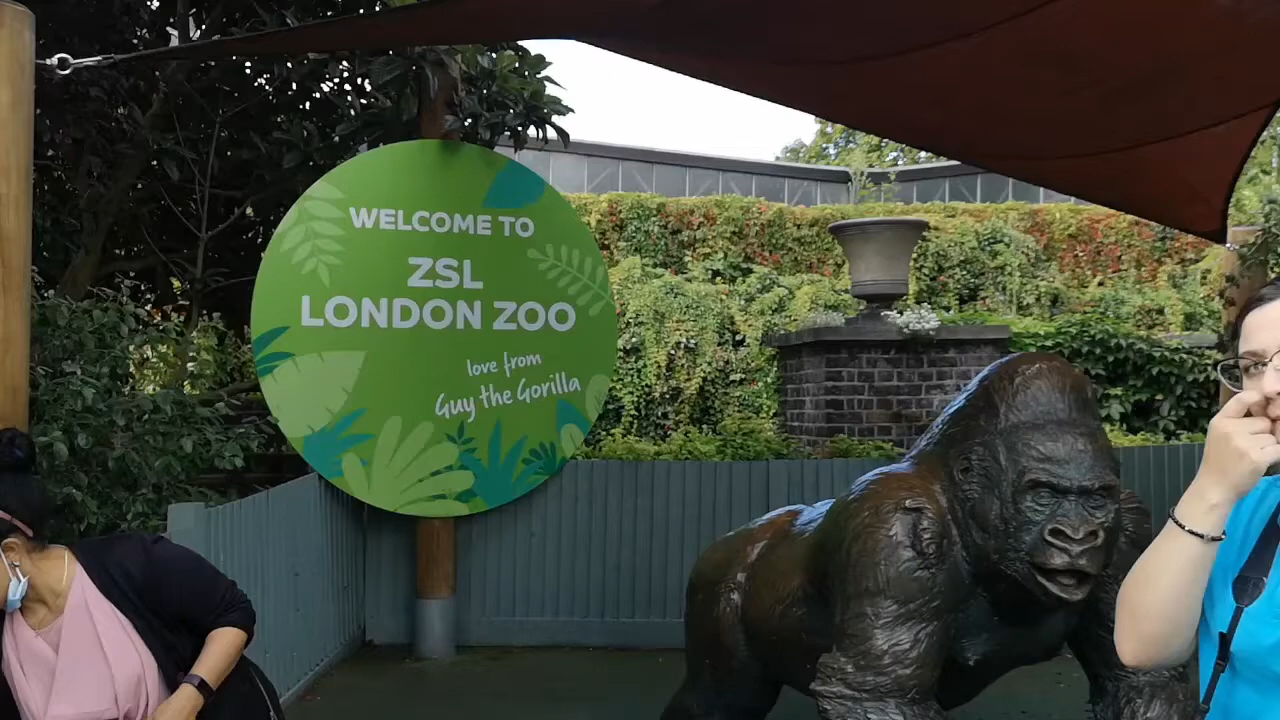 WELCOME TO
ZSL
LONDON ZOO
love from
Guy the Gorilla